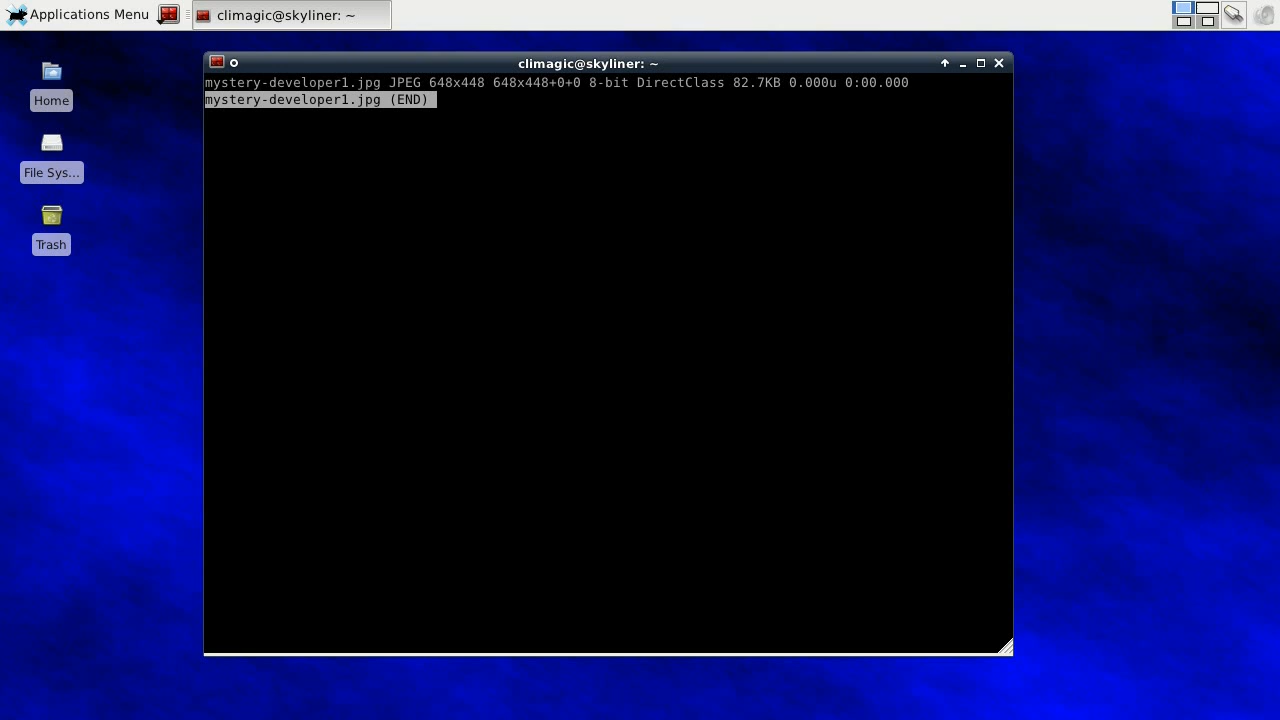 Applications Menu
climagic@skyliner: ~
climagic@skyliner: ~
mystery-developer1.jpg JPEG 648x448 648x448+0+0 8-bit DirectClass 82.7KB 0.000u 0:00.000
mystery-developer1.jpg (END)
Home
File Sys...
Trash